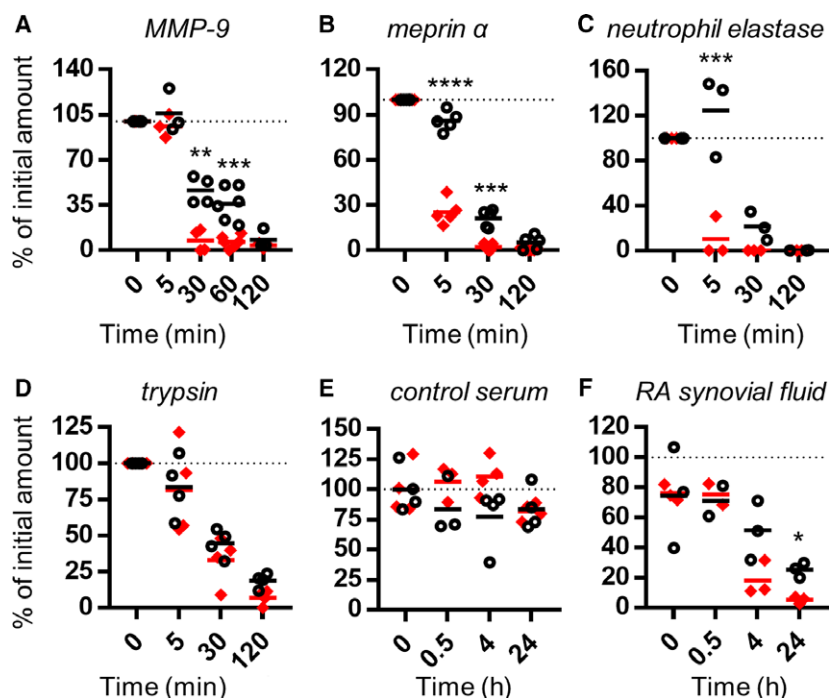 A MMP-9
% of initial amount
140
105
70
35
0
** ***
0 5 30 60 120
Time (min)
B meprin α
120
90
60
30
0
**** ***
0 5 30 120
Time (min)
C neutrophil elastase
160
120
80
40
0
***
0 5 30 120
Time (min)
D trypsin
% of initial amount
125
100
75
50
25
0
0 5 30 120
Time (min)
E control serum
150
125
100
75
50
25
0
0 0.5 4 24
Time (h)
F RA synovial fluid
120
100
80
60
40
20
0
*
0 0.5 4 24
Time (h)